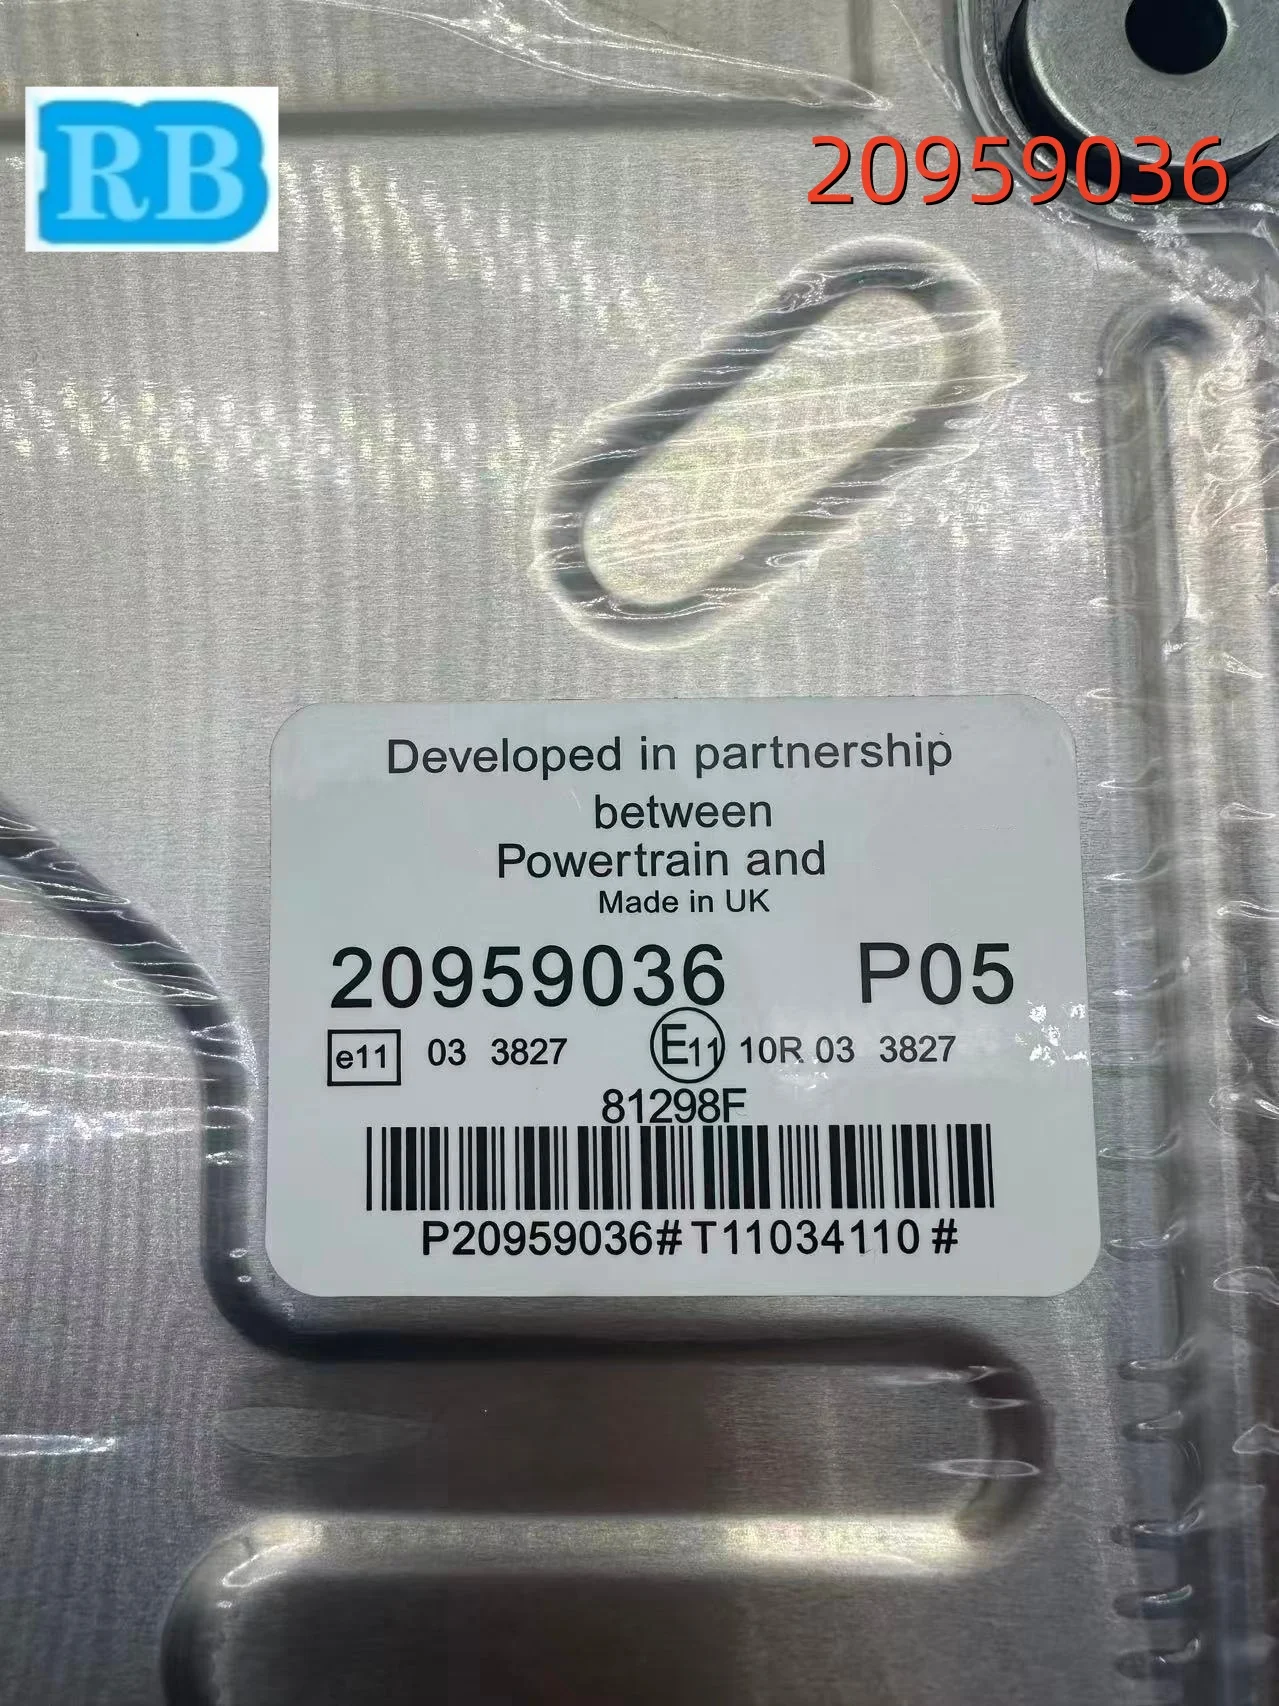 RB
20959036
Developed in partnership
between
Powertrain and
Made in UK
20959036 P05
e11 03 3827 E11 10R 03 3827
81298F
P20959036#T11034110#